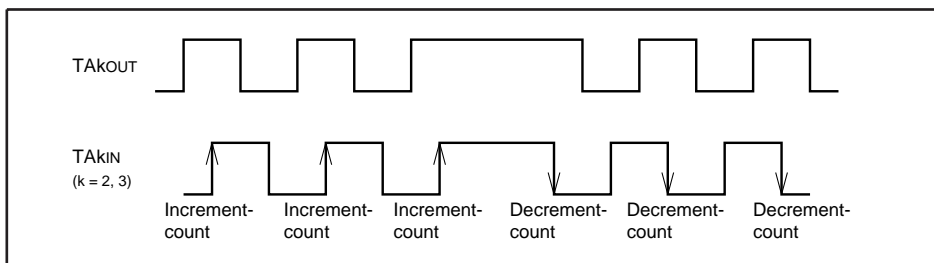 TAkOUT
TAkIN
(k = 2, 3)
Increment-
count
Increment-
count
Increment-
count
Decrement-
count
Decrement-
count
Decrement-
count